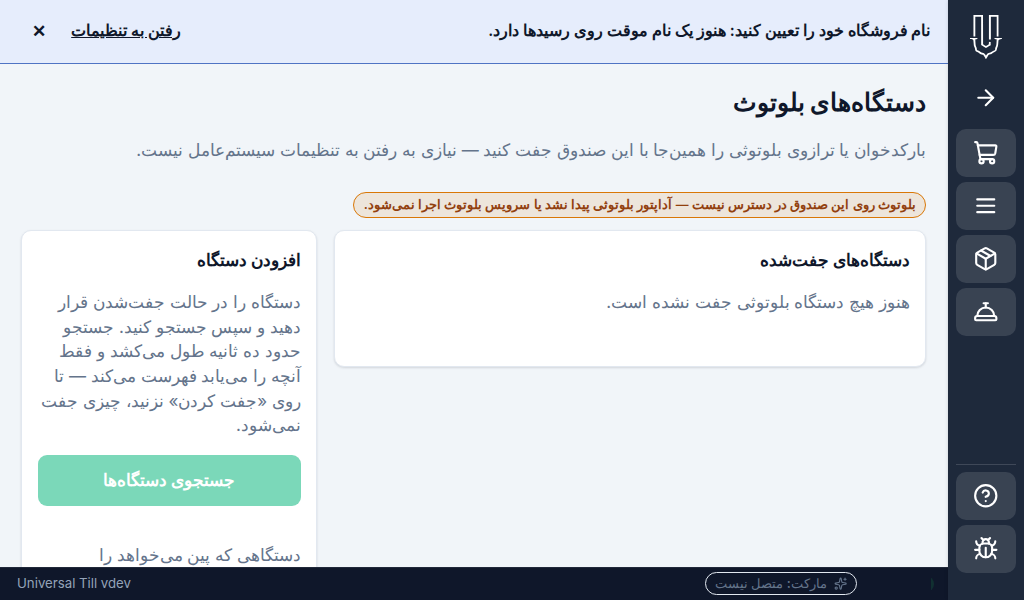 نام فروشگاه خود را تعیین کنید: هنوز یک نام موقت روی رسیدها دارد.
رفتن به تنظیمات
✕
دستگاه‌های بلوتوث
بارکدخوان یا ترازوی بلوتوثی را همین‌جا با این صندوق جفت کنید — نیازی به رفتن به تنظیمات سیستم‌عامل نیست.
بلوتوث روی این صندوق در دسترس نیست — آداپتور بلوتوثی پیدا نشد یا سرویس بلوتوث اجرا نمی‌شود.
دستگاه‌های جفت‌شده
هنوز هیچ دستگاه بلوتوثی جفت نشده است.
افزودن دستگاه
دستگاه را در حالت جفت‌شدن قرار
دهید و سپس جستجو کنید. جستجو
حدود ده ثانیه طول می‌کشد و فقط
آنچه را می‌یابد فهرست می‌کند — تا
روی «جفت کردن» نزنید، چیزی جفت
نمی‌شود.
جستجوی دستگاه‌ها
دستگاهی که پین می‌خواهد را
مارکت: متصل نیست
Universal Till vdev